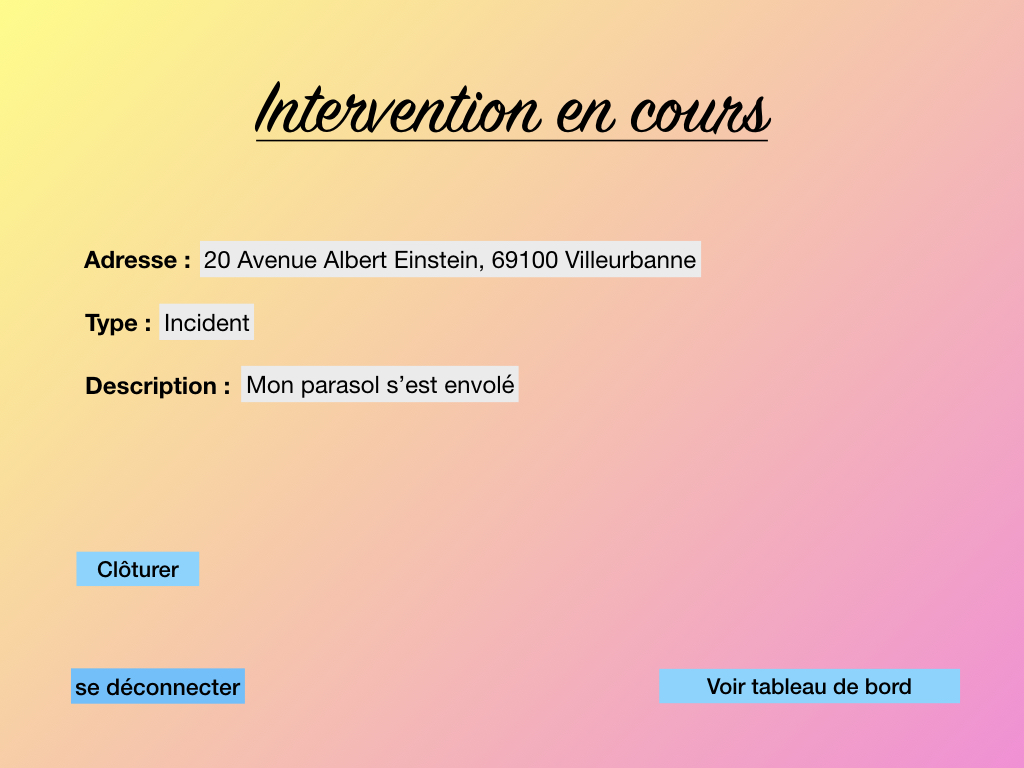 Intervention en cours
Adresse : 20 Avenue Albert Einstein, 69100 Villeurbanne
Type : Incident
Description : Mon parasol s’est envolé
Clôturer
se déconnecter
Voir tableau de bord